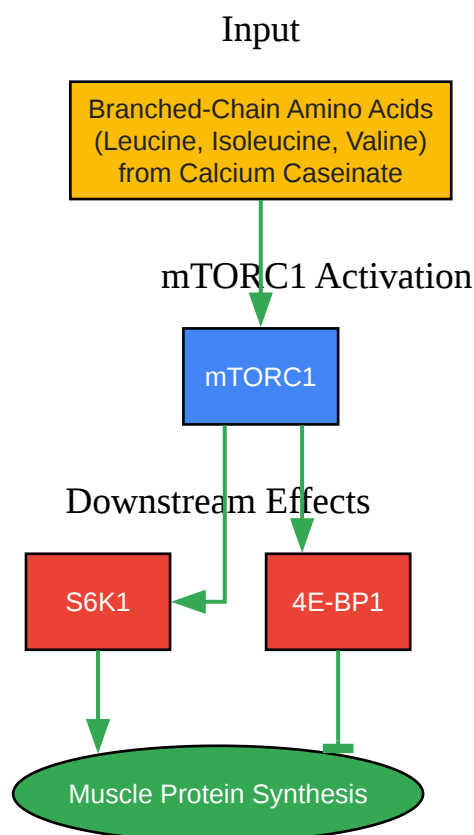 Input
Branched-Chain Amino Acids
(Leucine, Isoleucine, Valine)
from Calcium Caseinate
mTORC1 Activation
mTORC1
Downstream Effects
S6K1
4E-BP1
Muscle Protein Synthesis